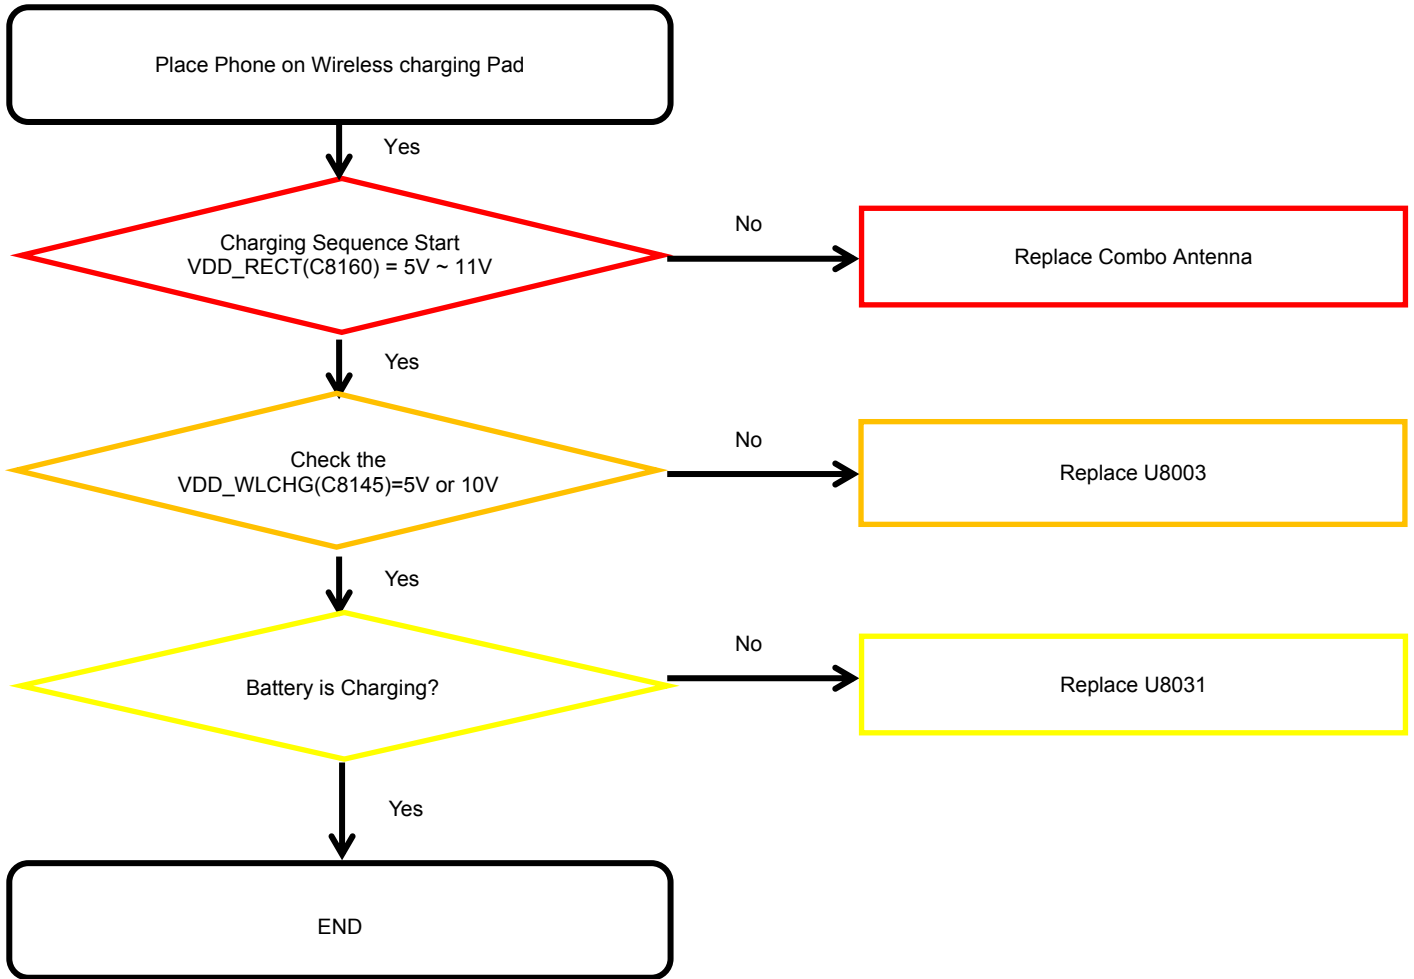 Place Phone on Wireless charging Pad
Yes
Charging Sequence Start
VDD_RECT(C8160) = 5V ~ 11V
No
Replace Combo Antenna
Yes
Check the
VDD_WLCHG(C8145)=5V or 10V
No
Replace U8003
Yes
Battery is Charging?
No
Replace U8031
Yes
END